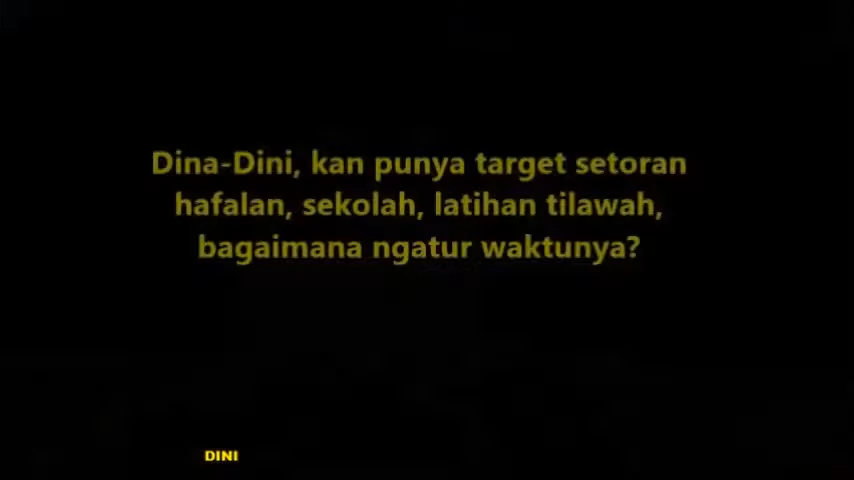 Dina-Dini, kan punya target setoran
hafalan, sekolah, latihan tilawah,
bagaimana ngatur waktunya?
DINI